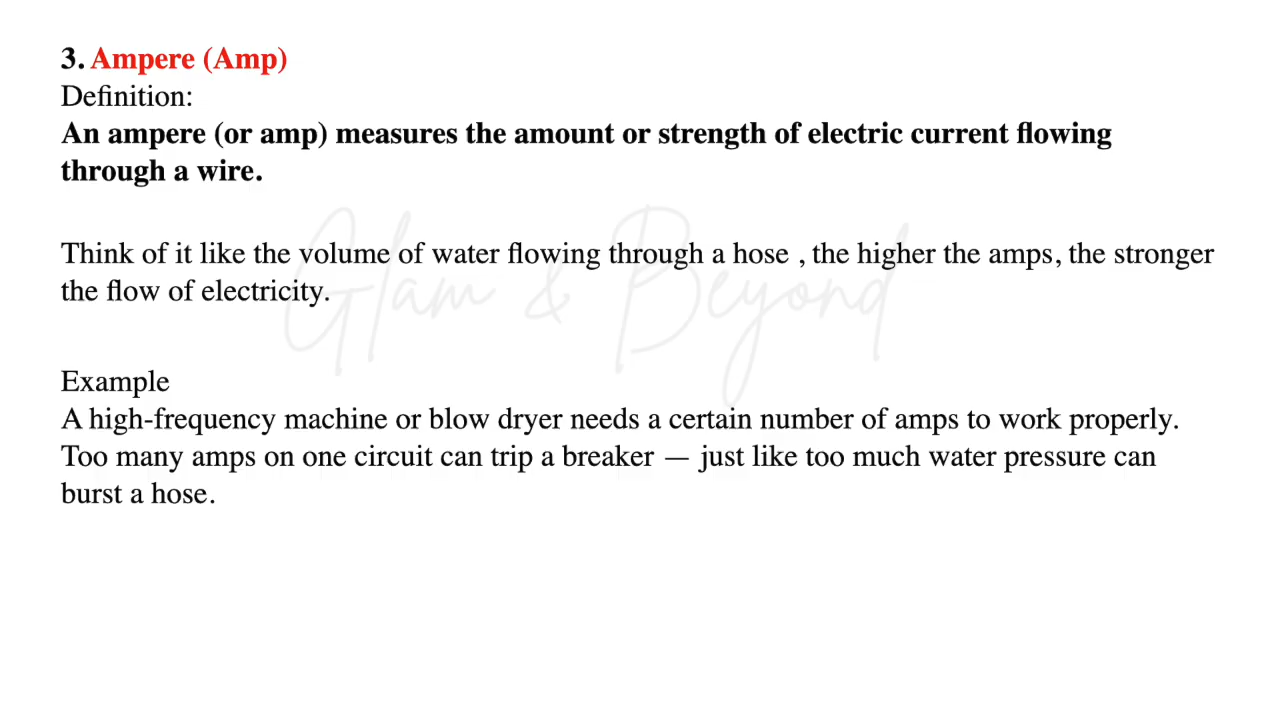 3. Ampere (Amp)
Definition:
An ampere (or amp) measures the amount or strength of electric current flowing
through a wire.
Think of it like the volume of water flowing through a hose , the higher the amps, the stronger
the flow of electricity.
Glam & Beyond
Example
A high-frequency machine or blow dryer needs a certain number of amps to work properly.
Too many amps on one circuit can trip a breaker — just like too much water pressure can
burst a hose.